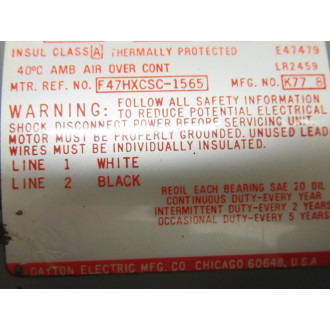 INSUL CLASS A THERMALLY PROTECTED E47479
40°C AMB AIR OVER CONT LR2459
MTR. REF. NO. F47HXCSC-1565 MFG. NO. K77 8
WARNING: FOLLOW ALL SAFETY INFORMATION
TO REDUCE POTENTIAL ELECTRICAL
SHOCK DISCONNECT POWER BEFORE SERVICING UNIT.
MOTOR MUST BE PROPERLY GROUNDED. UNUSED LEAD
WIRES MUST BE INDIVIDUALLY INSULATED.
LINE 1 WHITE
LINE 2 BLACK
REOIL EACH BEARING SAE 20 OIL
CONTINUOUS DUTY-EVERY YEAR
INTERMITTENT DUTY-EVERY 2 YEARS
OCCASIONAL DUTY-EVERY 5 YEARS
DAYTON ELECTRIC MFG. CO. CHICAGO 60648, U.S.A